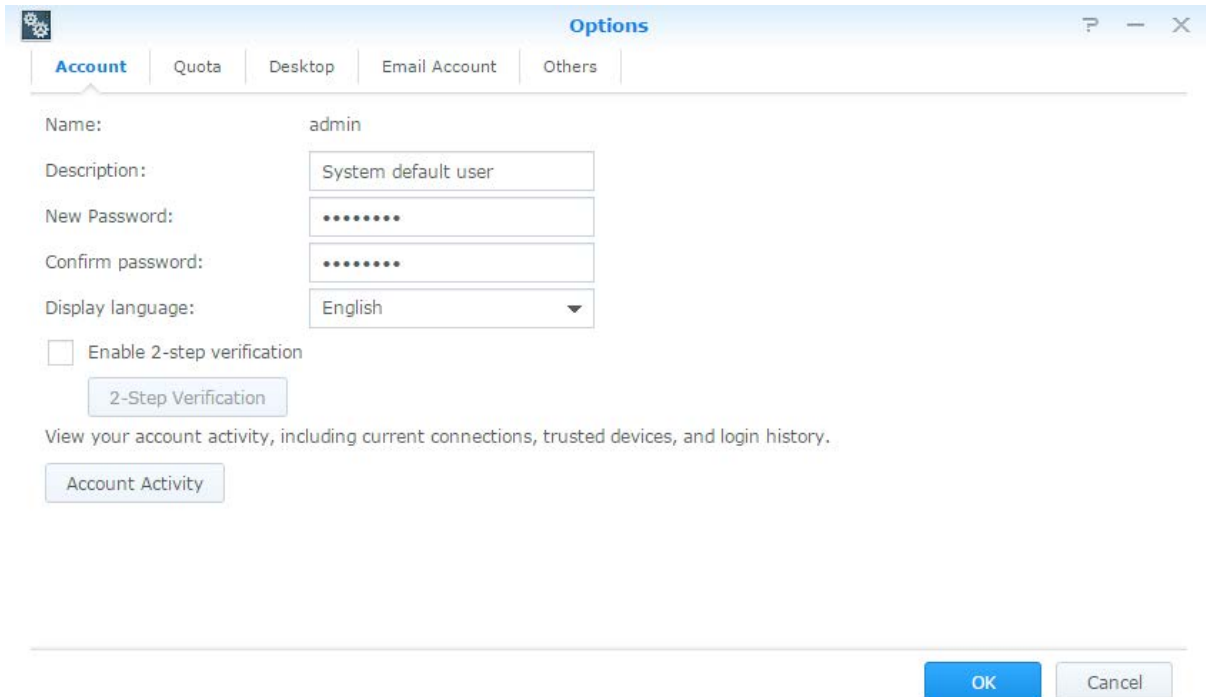 Options
Account Quota Desktop Email Account Others
Name: admin
Description: System default user
New Password: ••••••••
Confirm password: ••••••••
Display language: English
Enable 2-step verification
2-Step Verification
View your account activity, including current connections, trusted devices, and login history.
Account Activity
OK Cancel